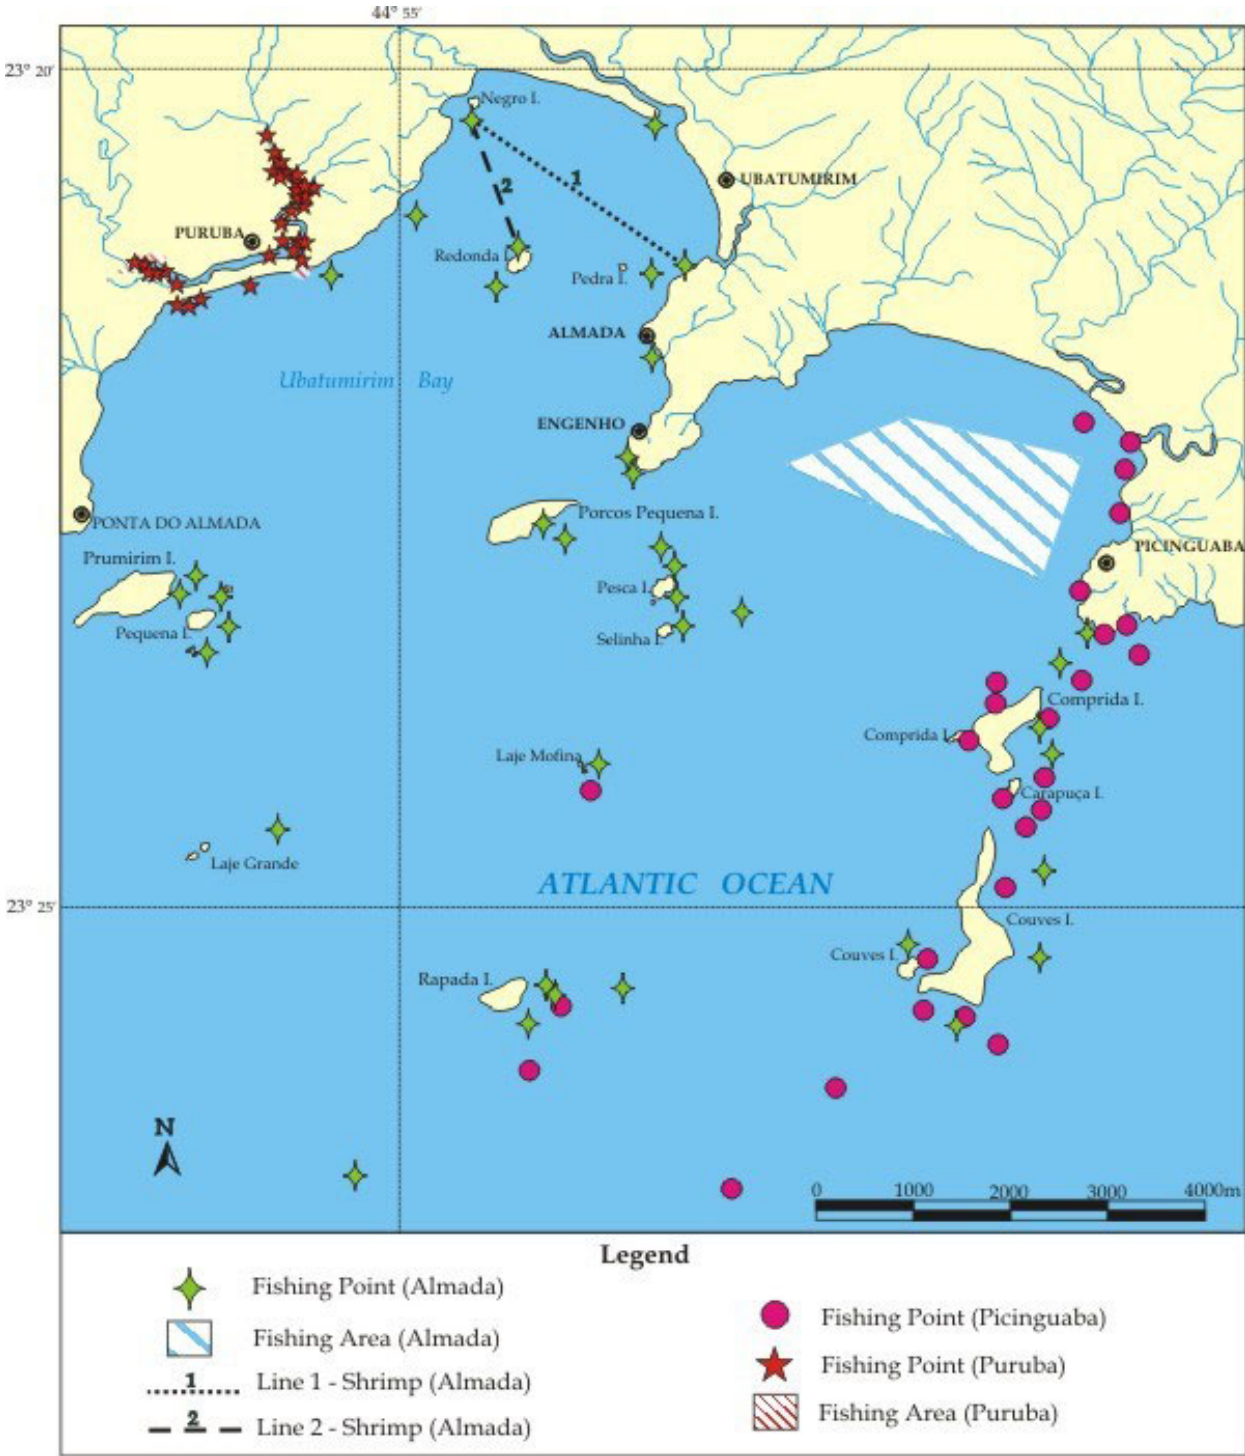 44° 55'
23° 20'
Negro I.
1
UBATUMIRIM
2
PURUBA
Redonda I.
Pedra I.
ALMADA
Ubatumirim Bay
ENGENHO
Porcos Pequena I.
PONTA DO ALMADA
PICINGUABA
Prumirim I.
Pesca I.
Pequena I.
Selinha I.
Comprida I.
Comprida I.
Laje Mofina
Carapuça I.
Laje Grande
ATLANTIC OCEAN
23° 25'
Couves I.
Couves I.
Rapada I.
N
0 1000 2000 3000 4000m
Legend
Fishing Point (Almada)
Fishing Area (Almada)
1 Line 1 - Shrimp (Almada)
2 Line 2 - Shrimp (Almada)
Fishing Point (Picinguaba)
Fishing Point (Puruba)
Fishing Area (Puruba)